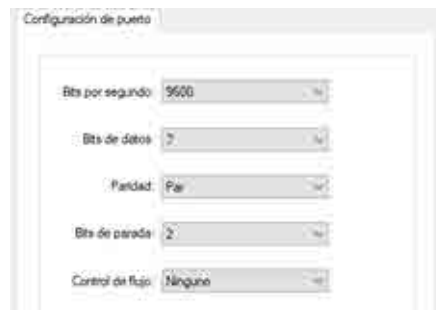 Configuración de puerto
Bits por segundo: 9600
Bits de datos: 7
Paridad: Par
Bits de parada: 2
Control de flujo: Ninguno